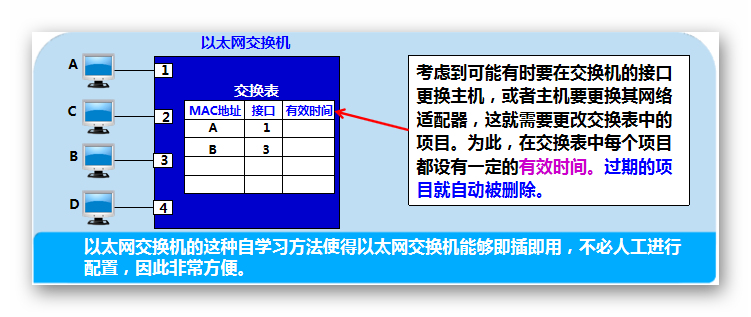 以太网交换机
A
1
C
2
B
3
D
4
交换表
MAC地址 接口 有效时间
A 1
B 3
考虑到可能有时要在交换机的接口
更换主机，或者主机要更换其网络
适配器，这就需要更改交换表中的
项目。为此，在交换表中每个项目
都设有一定的有效时间。过期的项
目就自动被删除。
以太网交换机的这种自学习方法使得以太网交换机能够即插即用，不必人工进行
配置，因此非常方便。